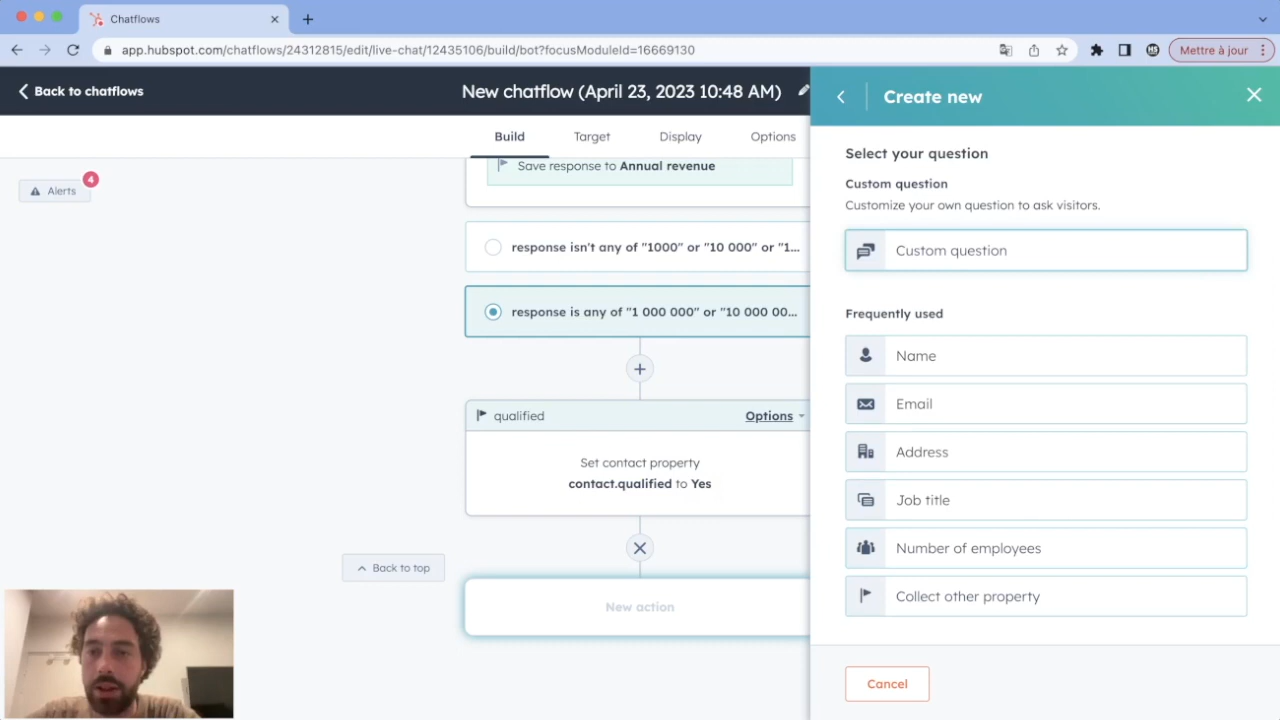 Chatflows
app.hubspot.com/chatflows/24312815/edit/live-chat/12435106/build/bot?focusModuleId=16669130
Mettre à jour
Back to chatflows
New chatflow (April 23, 2023 10:48 AM)
Build
Target
Display
Options
Alerts
4
Save response to Annual revenue
response isn't any of "1000" or "10 000" or "1...
response is any of "1 000 000" or "10 000 00...
qualified
Options
Set contact property
contact.qualified to Yes
Back to top
New action
Create new
Select your question
Custom question
Customize your own question to ask visitors.
Custom question
Frequently used
Name
Email
Address
Job title
Number of employees
Collect other property
Cancel